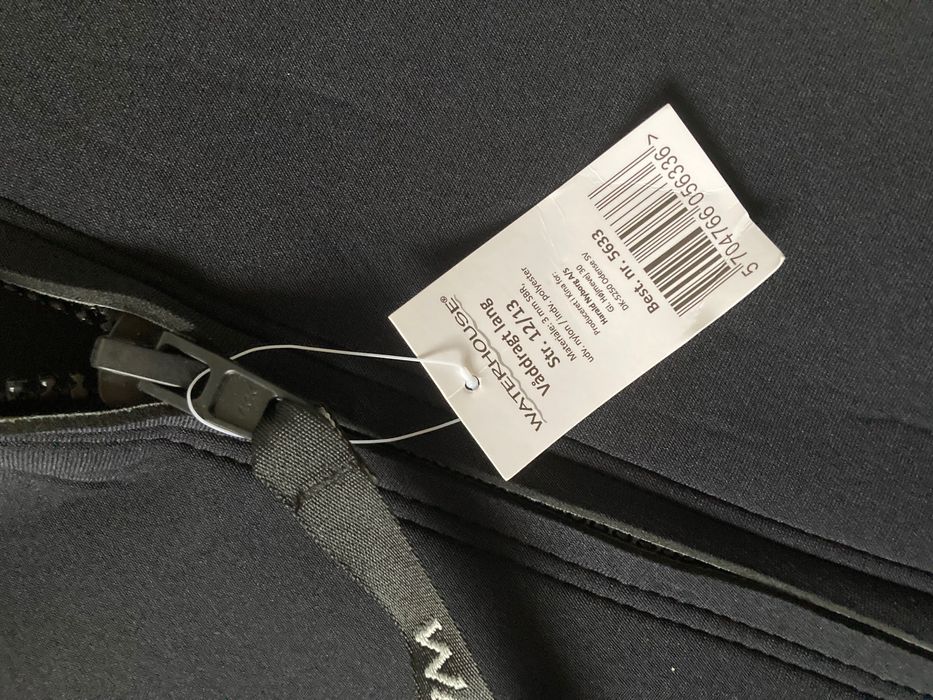 WATERHOUSE®
Våddragt lang
Str. 12/13
Materiale: 3 mm SBR,
udv. nylon / indv. polyester
Produceret i Kina for:
Harald Nyborg A/S
Gl. Højmevej 30
DK-5250 Odense SV
Best. nr. 5633
5 704766 056336 >
W